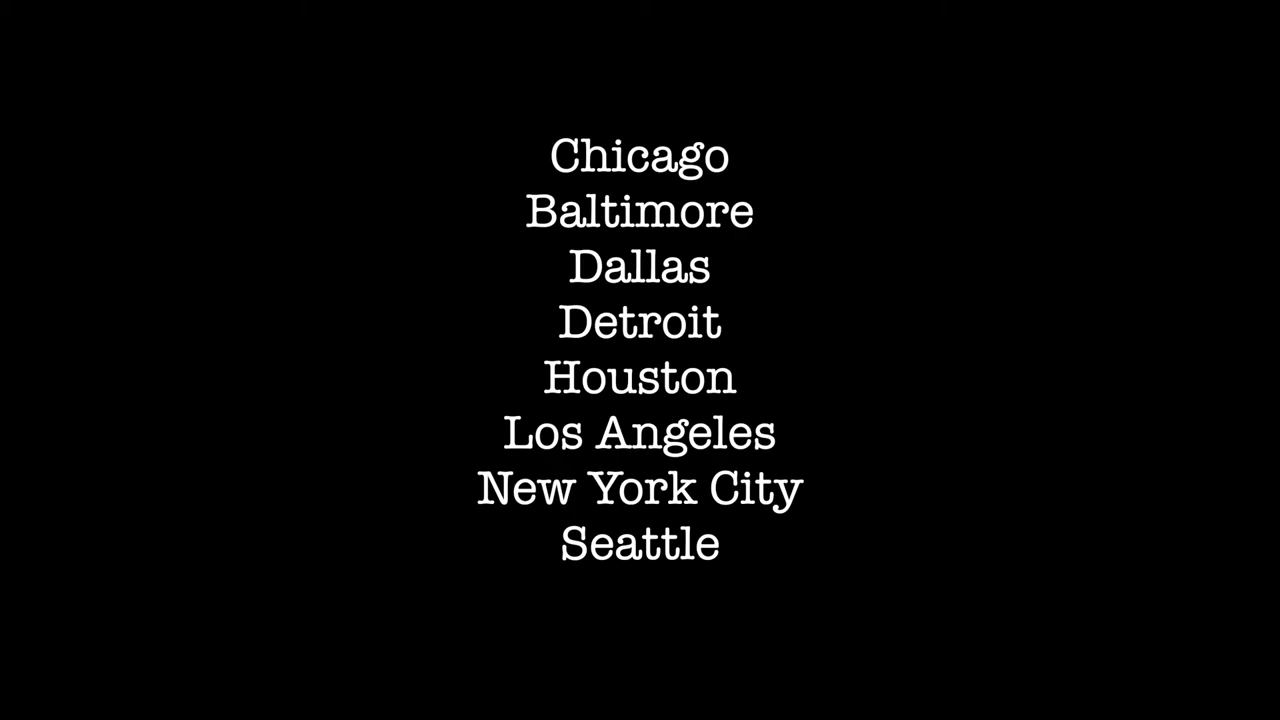 Chicago
Baltimore
Dallas
Detroit
Houston
Los Angeles
New York City
Seattle